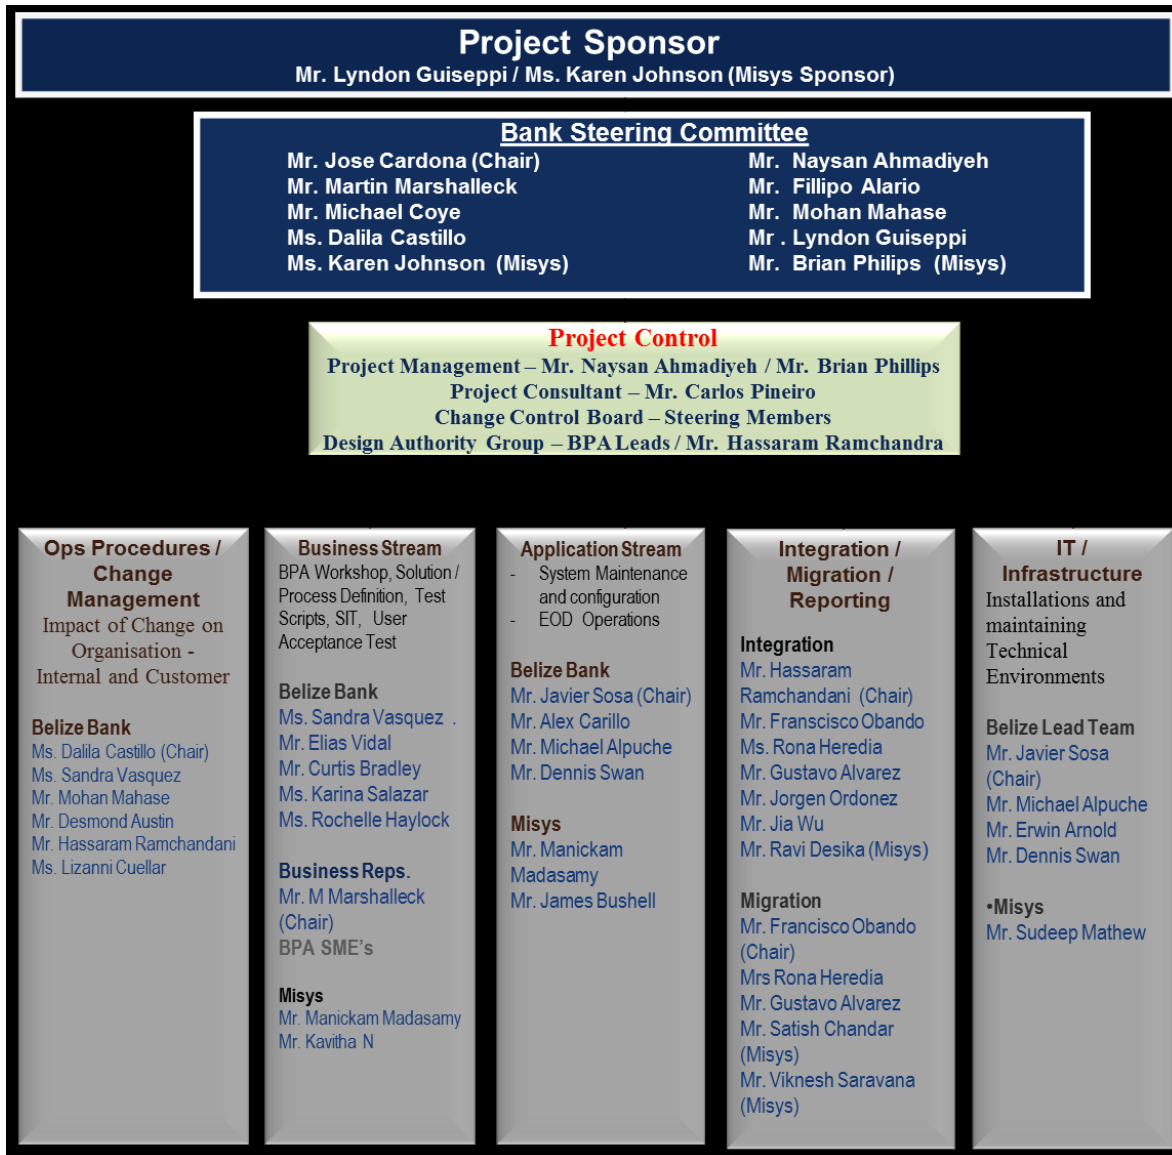 Project Sponsor
Mr. Lyndon Guiseppi / Ms. Karen Johnson (Misys Sponsor)
Bank Steering Committee
Mr. Jose Cardona (Chair)
Mr. Martin Marshalleck
Mr. Michael Coye
Ms. Dalila Castillo
Ms. Karen Johnson (Misys)
Mr. Naysan Ahmadiyeh
Mr. Fillipo Alario
Mr. Mohan Mahase
Mr . Lyndon Guiseppi
Mr. Brian Philips (Misys)
Project Control
Project Management – Mr. Naysan Ahmadiyeh / Mr. Brian Phillips
Project Consultant – Mr. Carlos Pineiro
Change Control Board – Steering Members
Design Authority Group – BPA Leads / Mr. Hassaram Ramchandra
Ops Procedures /
Change
Management
Impact of Change on
Organisation -
Internal and Customer
Belize Bank
Ms. Dalila Castillo (Chair)
Ms. Sandra Vasquez
Mr. Mohan Mahase
Mr. Desmond Austin
Mr. Hassaram Ramchandani
Ms. Lizanni Cuellar
Business Stream
BPA Workshop, Solution /
Process Definition, Test
Scripts, SIT, User
Acceptance Test
Belize Bank
Ms. Sandra Vasquez .
Mr. Elias Vidal
Mr. Curtis Bradley
Ms. Karina Salazar
Ms. Rochelle Haylock
Business Reps.
Mr. M Marshalleck
(Chair)
BPA SME's
Misys
Mr. Manickam Madasamy
Mr. Kavitha N
Application Stream
- System Maintenance
and configuration
- EOD Operations
Belize Bank
Mr. Javier Sosa (Chair)
Mr. Alex Carillo
Mr. Michael Alpuche
Mr. Dennis Swan
Misys
Mr. Manickam
Madasamy
Mr. James Bushell
Integration /
Migration /
Reporting
Integration
Mr. Hassaram
Ramchandani (Chair)
Mr. Franscisco Obando
Ms. Rona Heredia
Mr. Gustavo Alvarez
Mr. Jorgen Ordonez
Mr. Jia Wu
Mr. Ravi Desika (Misys)
Migration
Mr. Francisco Obando
(Chair)
Mrs Rona Heredia
Mr. Gustavo Alvarez
Mr. Satish Chandar
(Misys)
Mr. Viknesh Saravana
(Misys)
IT /
Infrastructure
Installations and
maintaining
Technical
Environments
Belize Lead Team
Mr. Javier Sosa
(Chair)
Mr. Michael Alpuche
Mr. Erwin Arnold
Mr. Dennis Swan
•Misys
Mr. Sudeep Mathew